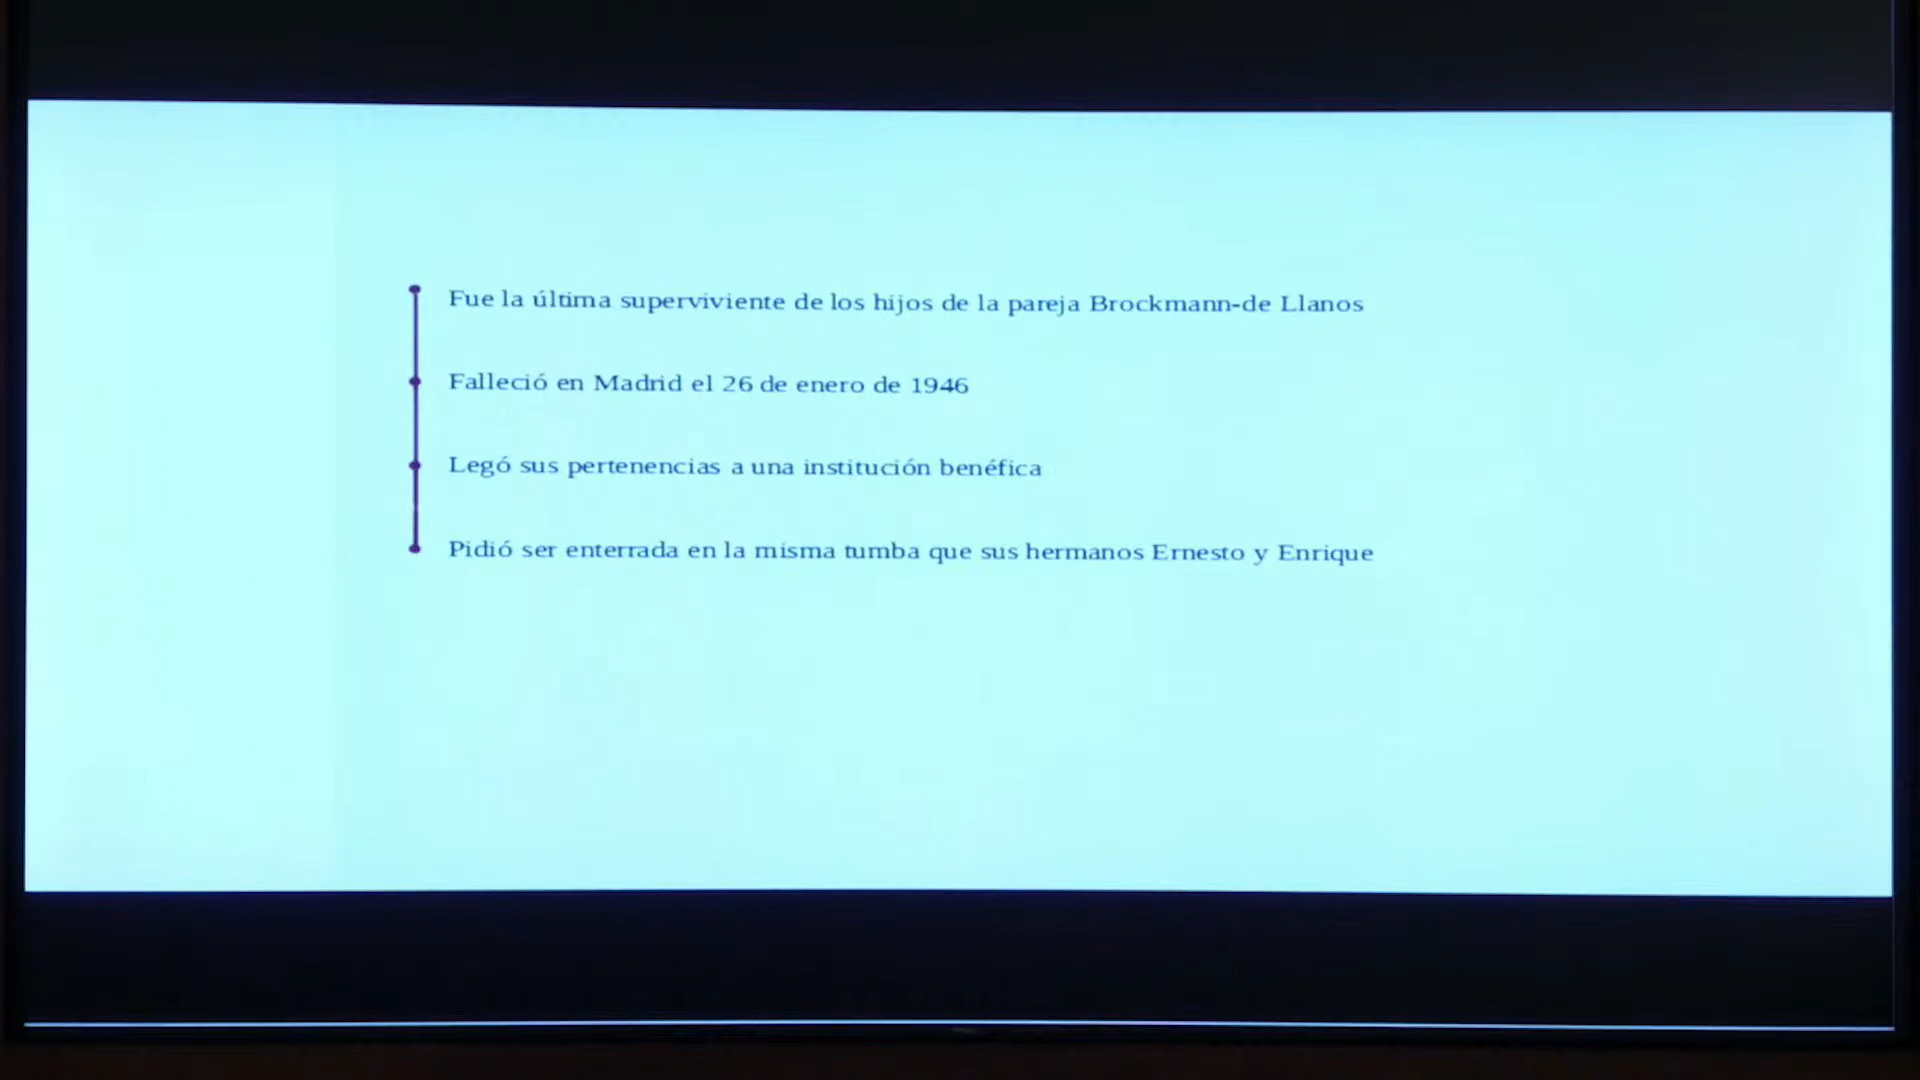 Fue la última superviviente de los hijos de la pareja Brockmann-de Llanos
Falleció en Madrid el 26 de enero de 1946
Legó sus pertenencias a una institución benéfica
Pidió ser enterrada en la misma tumba que sus hermanos Ernesto y Enrique